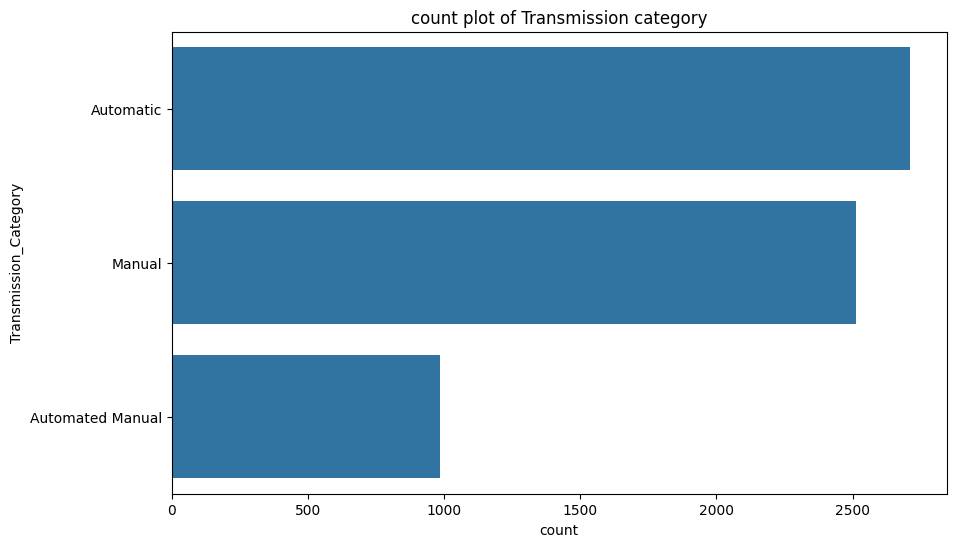 count plot of Transmission category
Transmission_Category
Automatic
Manual
Automated Manual
0 500 1000 1500 2000 2500
count